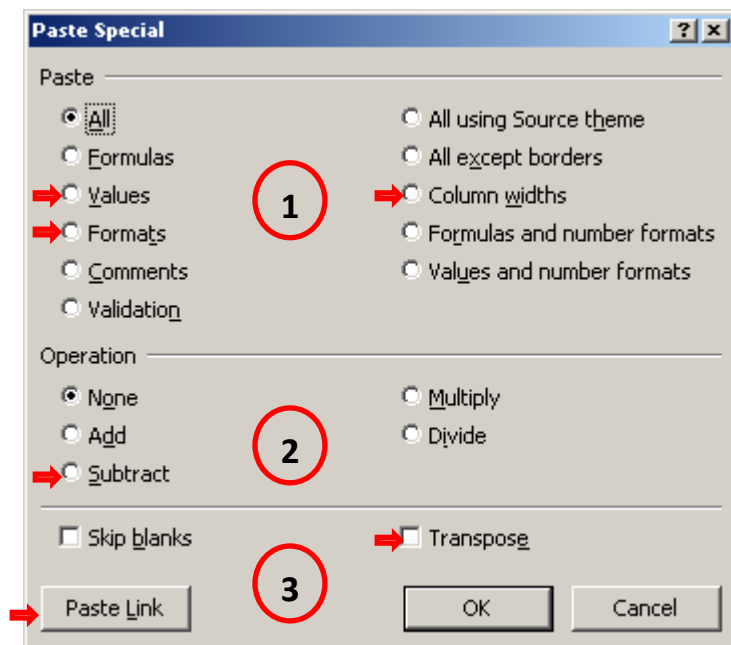 Paste Special
Paste
All
All using Source theme
Formulas
All except borders
Values
1
Column widths
Formats
Formulas and number formats
Comments
Values and number formats
Validation
Operation
None
Multiply
Add
2
Divide
Subtract
Skip blanks
Transpose
3
Paste Link
OK
Cancel